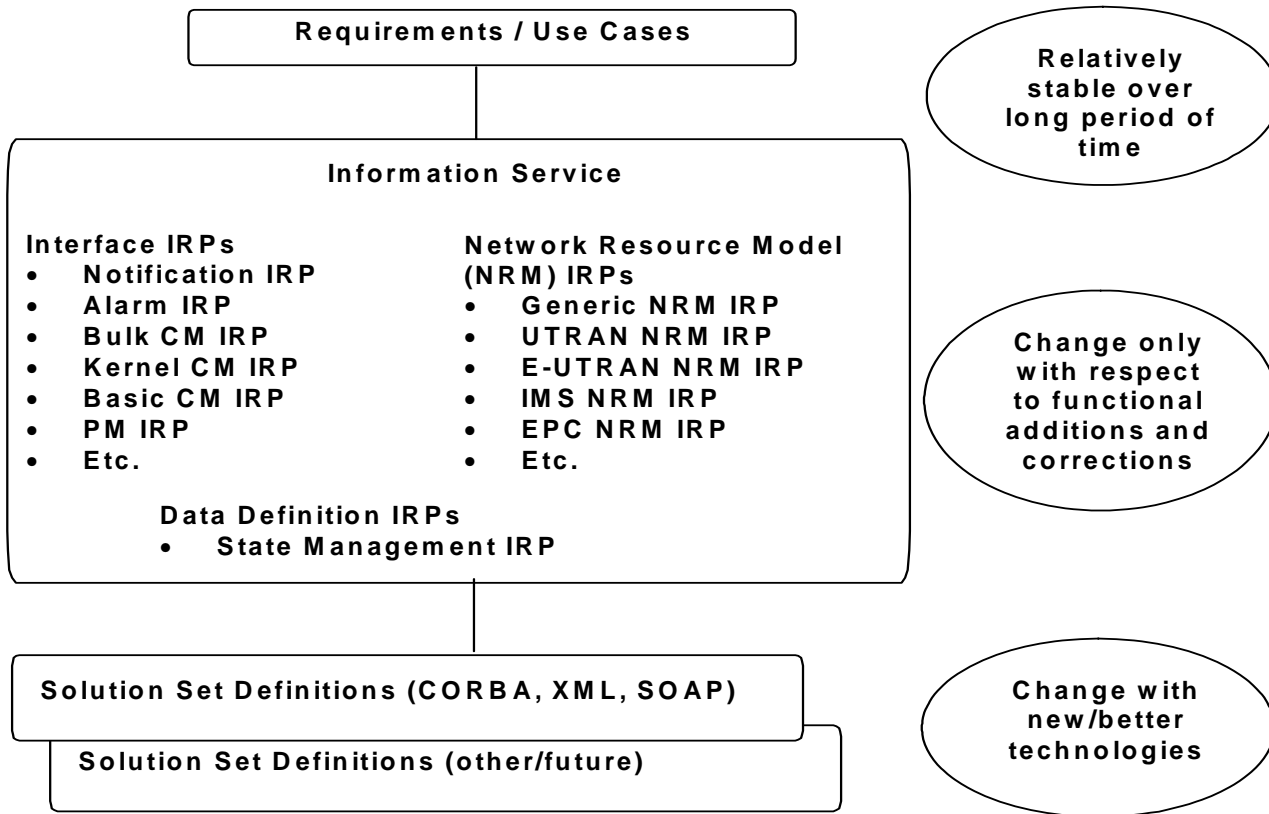 Requirements / Use Cases
Relatively
stable over
long period of
time
Information Service
Interface IRPs
• Notification IRP
• Alarm IRP
• Bulk CM IRP
• Kernel CM IRP
• Basic CM IRP
• PM IRP
• Etc.
Network Resource Model
(NRM) IRPs
• Generic NRM IRP
• UTRAN NRM IRP
• E-UTRAN NRM IRP
• IMS NRM IRP
• EPC NRM IRP
• Etc.
Data Definition IRPs
• State Management IRP
Change only
with respect
to functional
additions and
corrections
Solution Set Definitions (CORBA, XML, SOAP)
Solution Set Definitions (other/future)
Change with
new/better
technologies